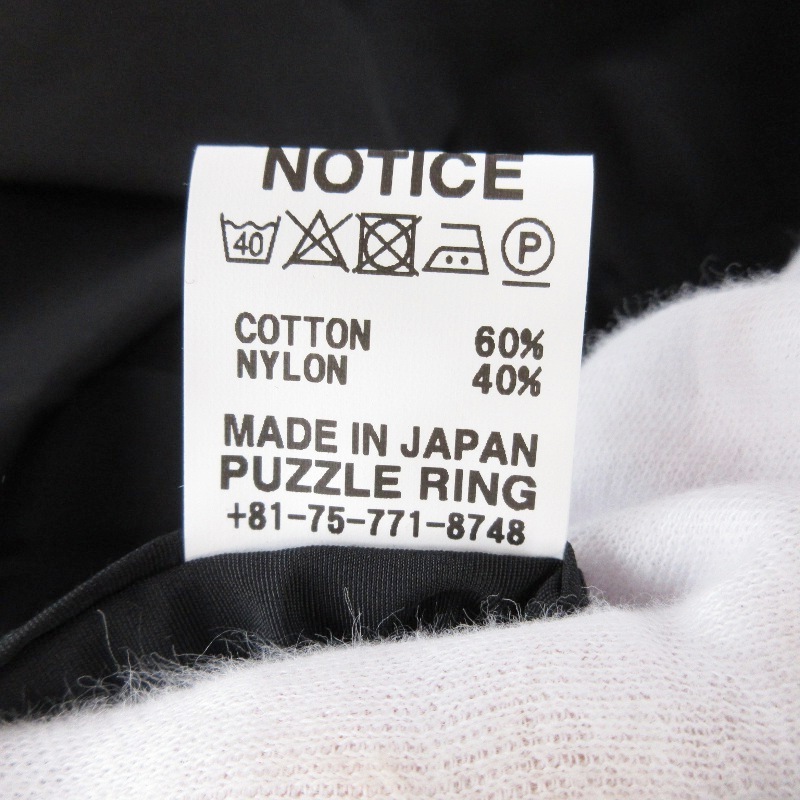 NOTICE
40 P
COTTON 60%
NYLON 40%
MADE IN JAPAN
PUZZLE RING
+81-75-771-8748